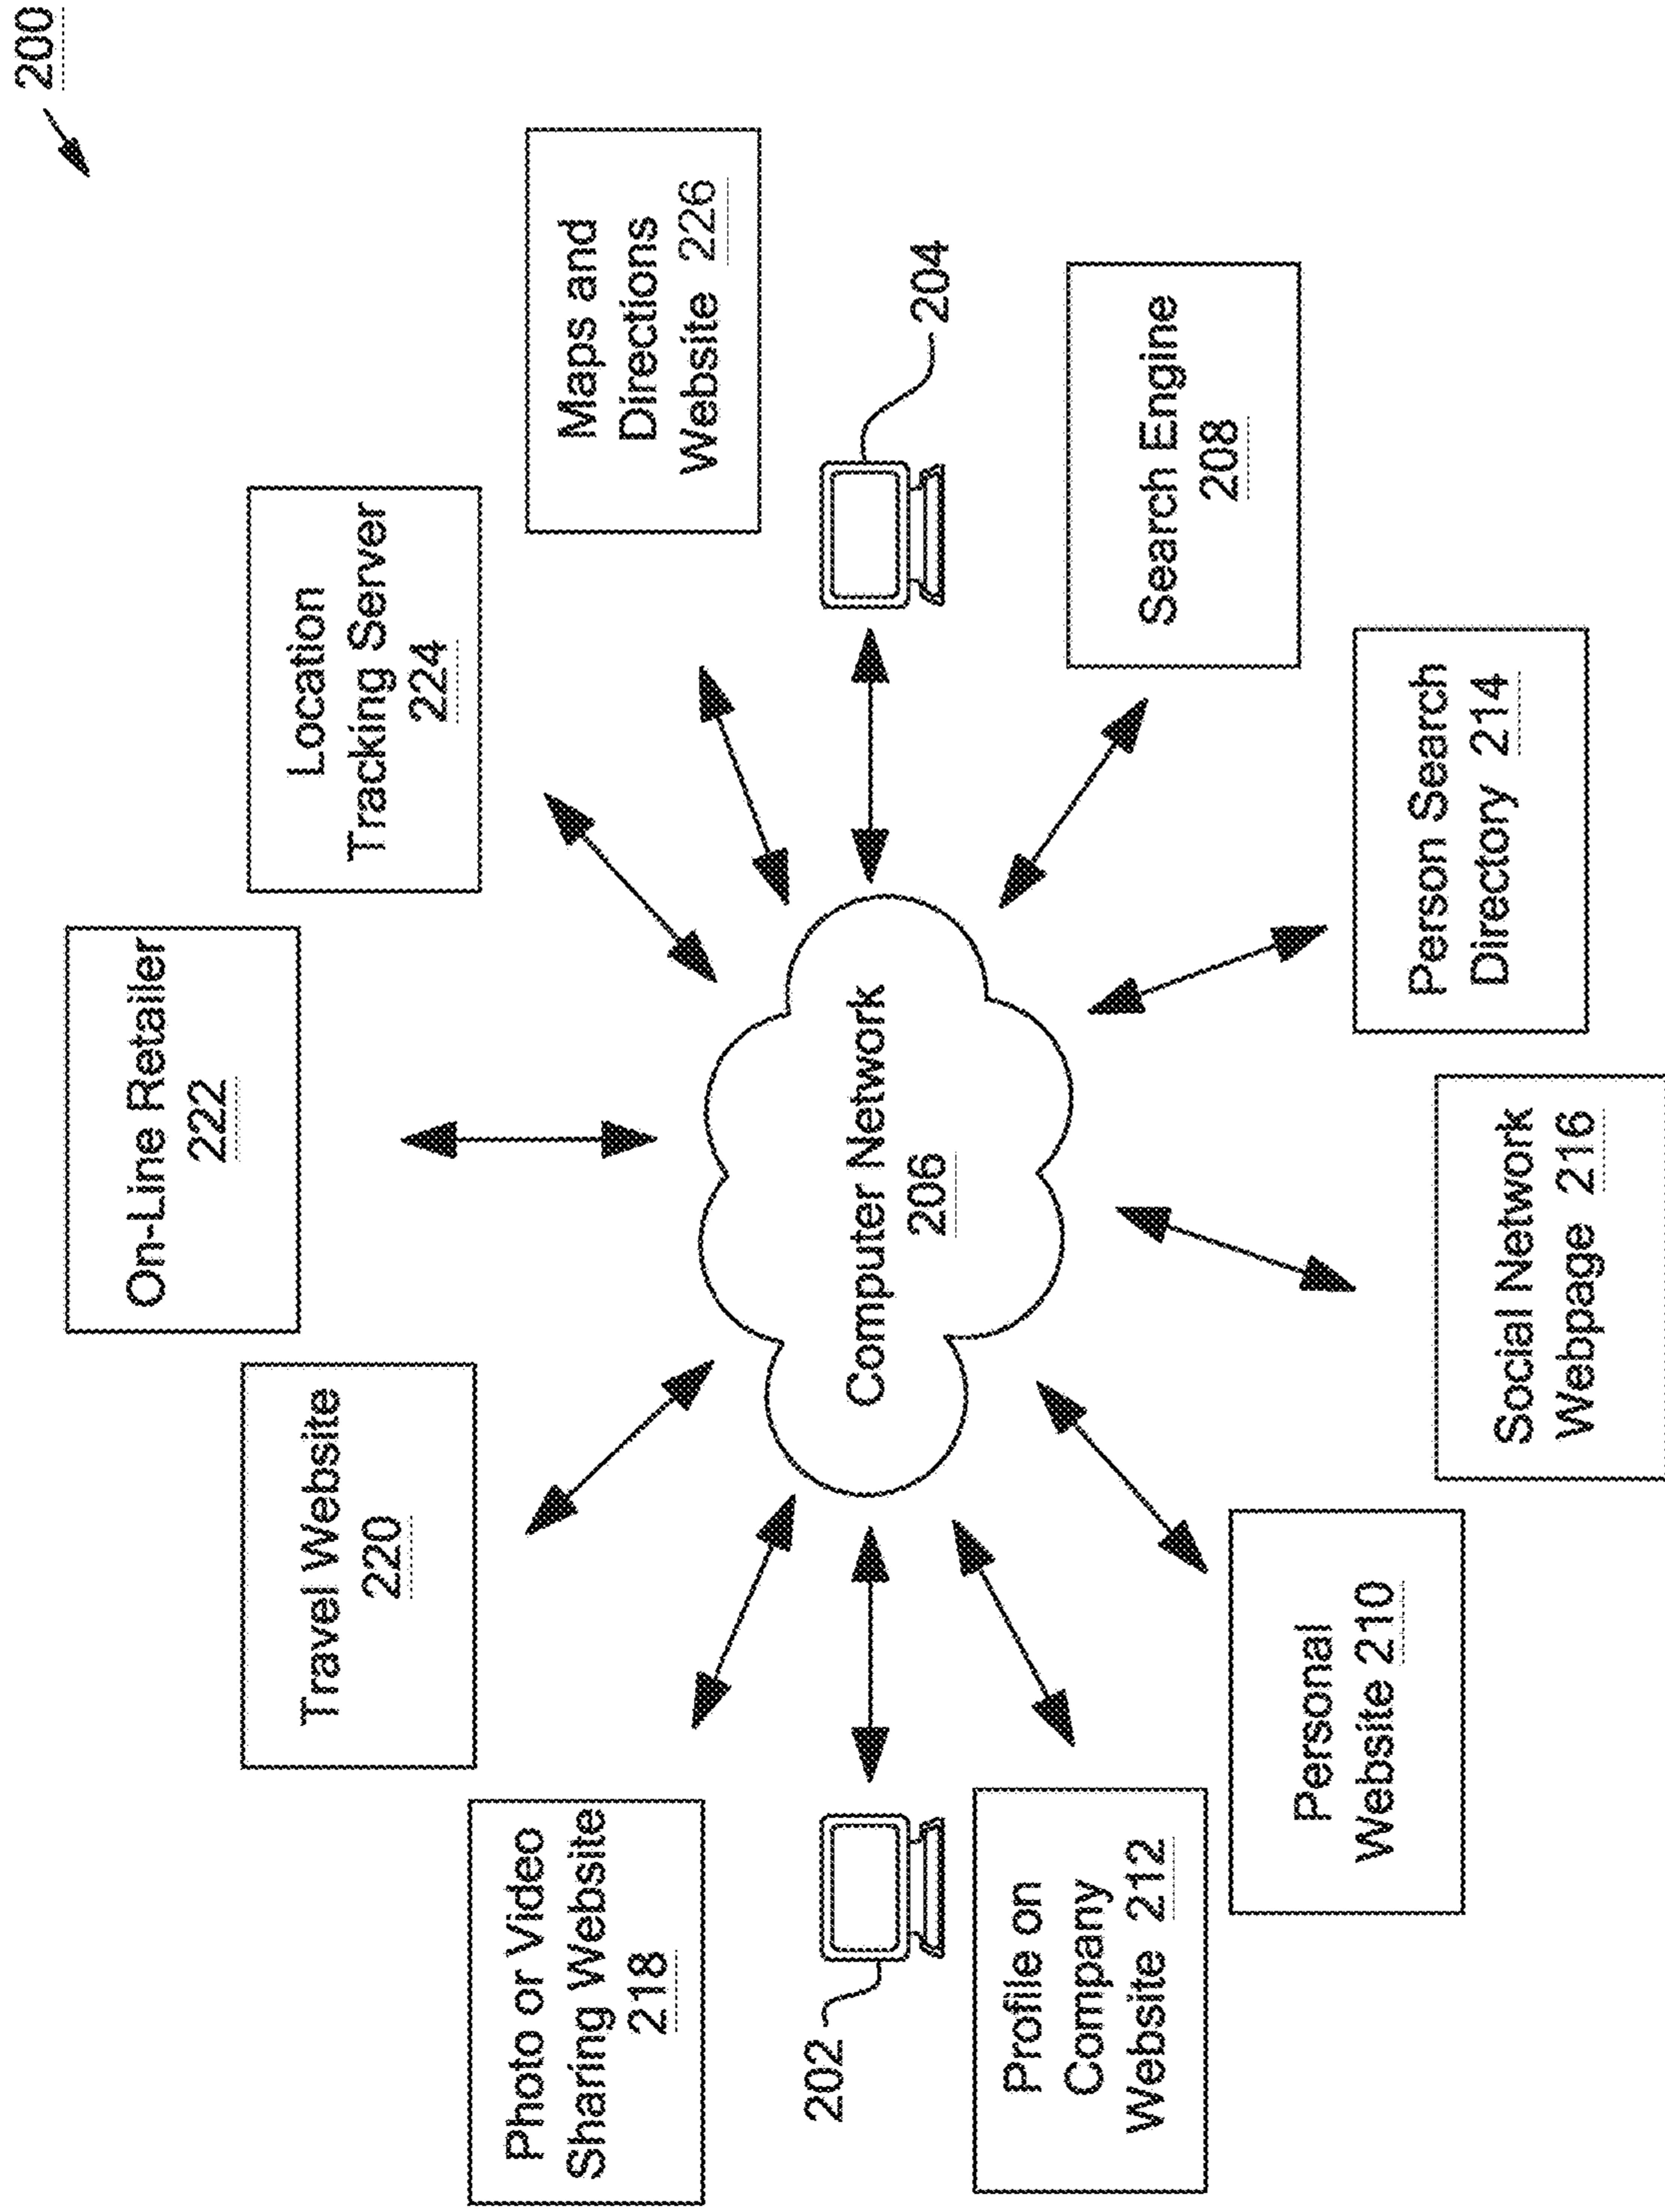 200
On-Line Retailer
222
Travel Website
220
Location
Tracking Server
224
Photo or Video
Sharing Website
218
Maps and
Directions
Website 226
202
Computer Network
206
204
Profile on
Company
Website 212
Search Engine
208
Personal
Website 210
Person Search
Directory 214
Social Network
Webpage 216